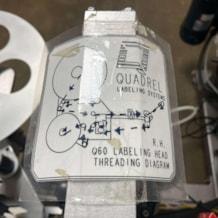 QUADREL
LABELING SYSTEMS
R.H.
Q60 LABELING HEAD
THREADING DIAGRAM